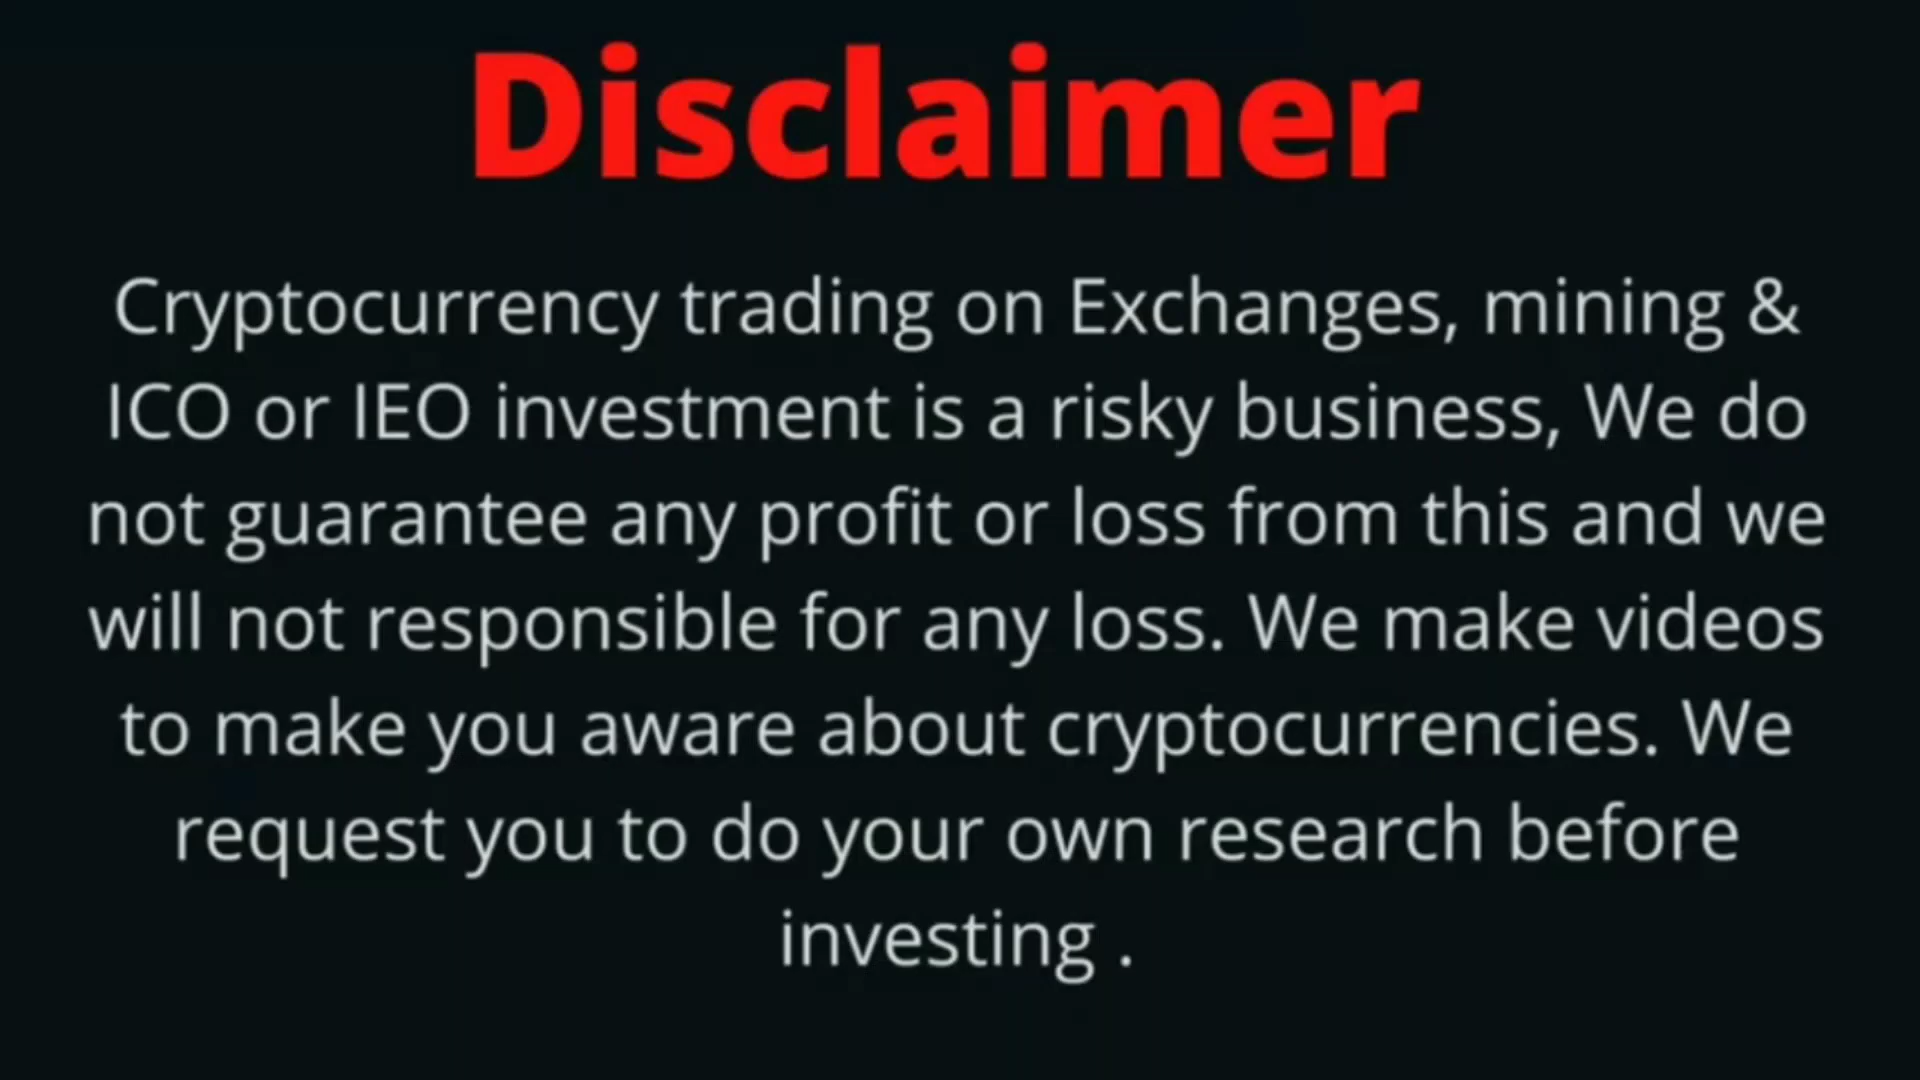 Disclaimer
Cryptocurrency trading on Exchanges, mining &
ICO or IEO investment is a risky business, We do
not guarantee any profit or loss from this and we
will not responsible for any loss. We make videos
to make you aware about cryptocurrencies. We
request you to do your own research before
investing .